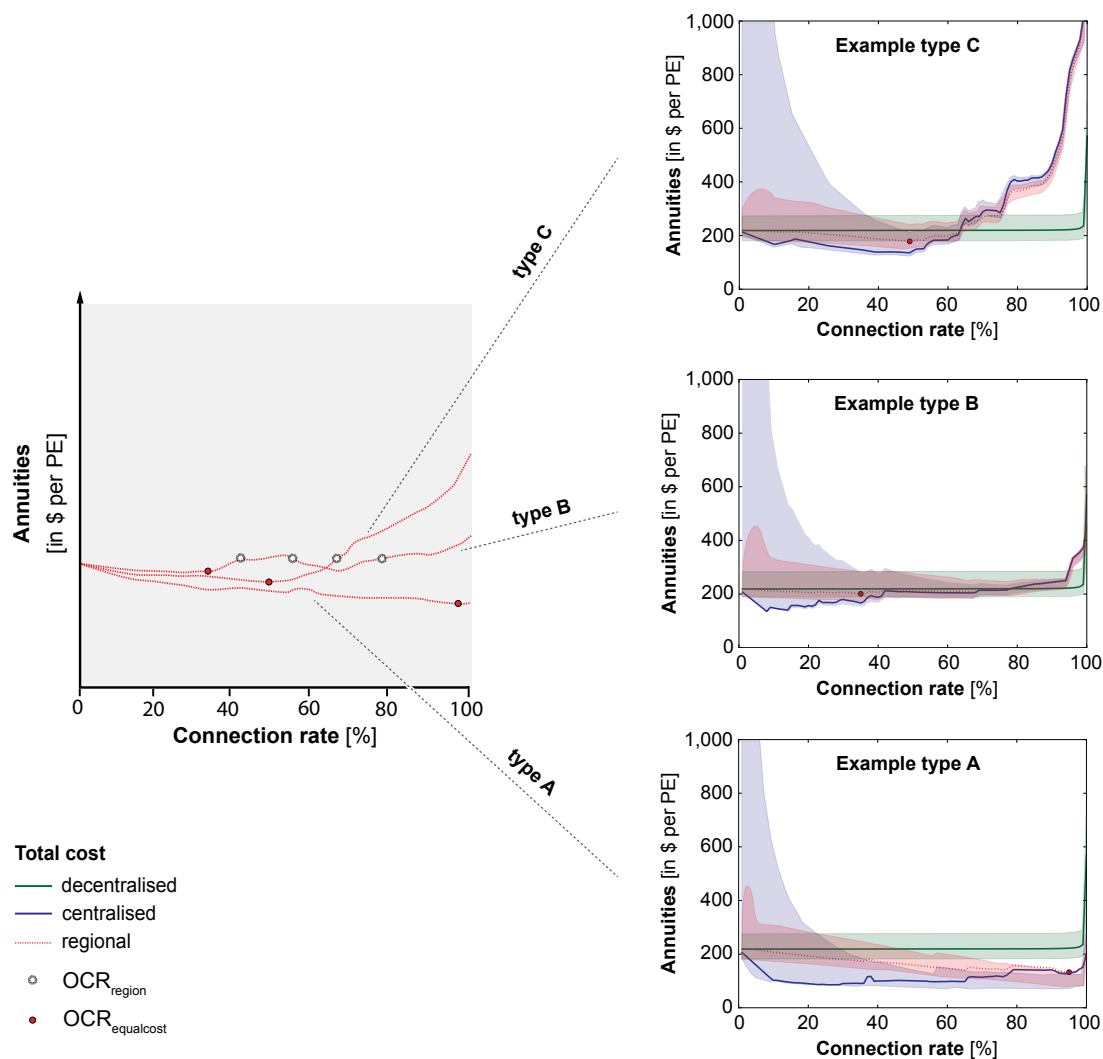 Annuities
[in $ per PE]
0
20
40
60
80
100
Connection rate [%]
type C
type B
type A
Total cost
decentralised
centralised
regional
OCRregion
OCRequalcost
Example type C
Annuities [in $ per PE]
1,000
800
600
400
200
0
0
20
40
60
80
100
Connection rate [%]
Example type B
Annuities [in $ per PE]
1,000
800
600
400
200
0
0
20
40
60
80
100
Connection rate [%]
Example type A
Annuities [in $ per PE]
1,000
800
600
400
200
0
0
20
40
60
80
100
Connection rate [%]